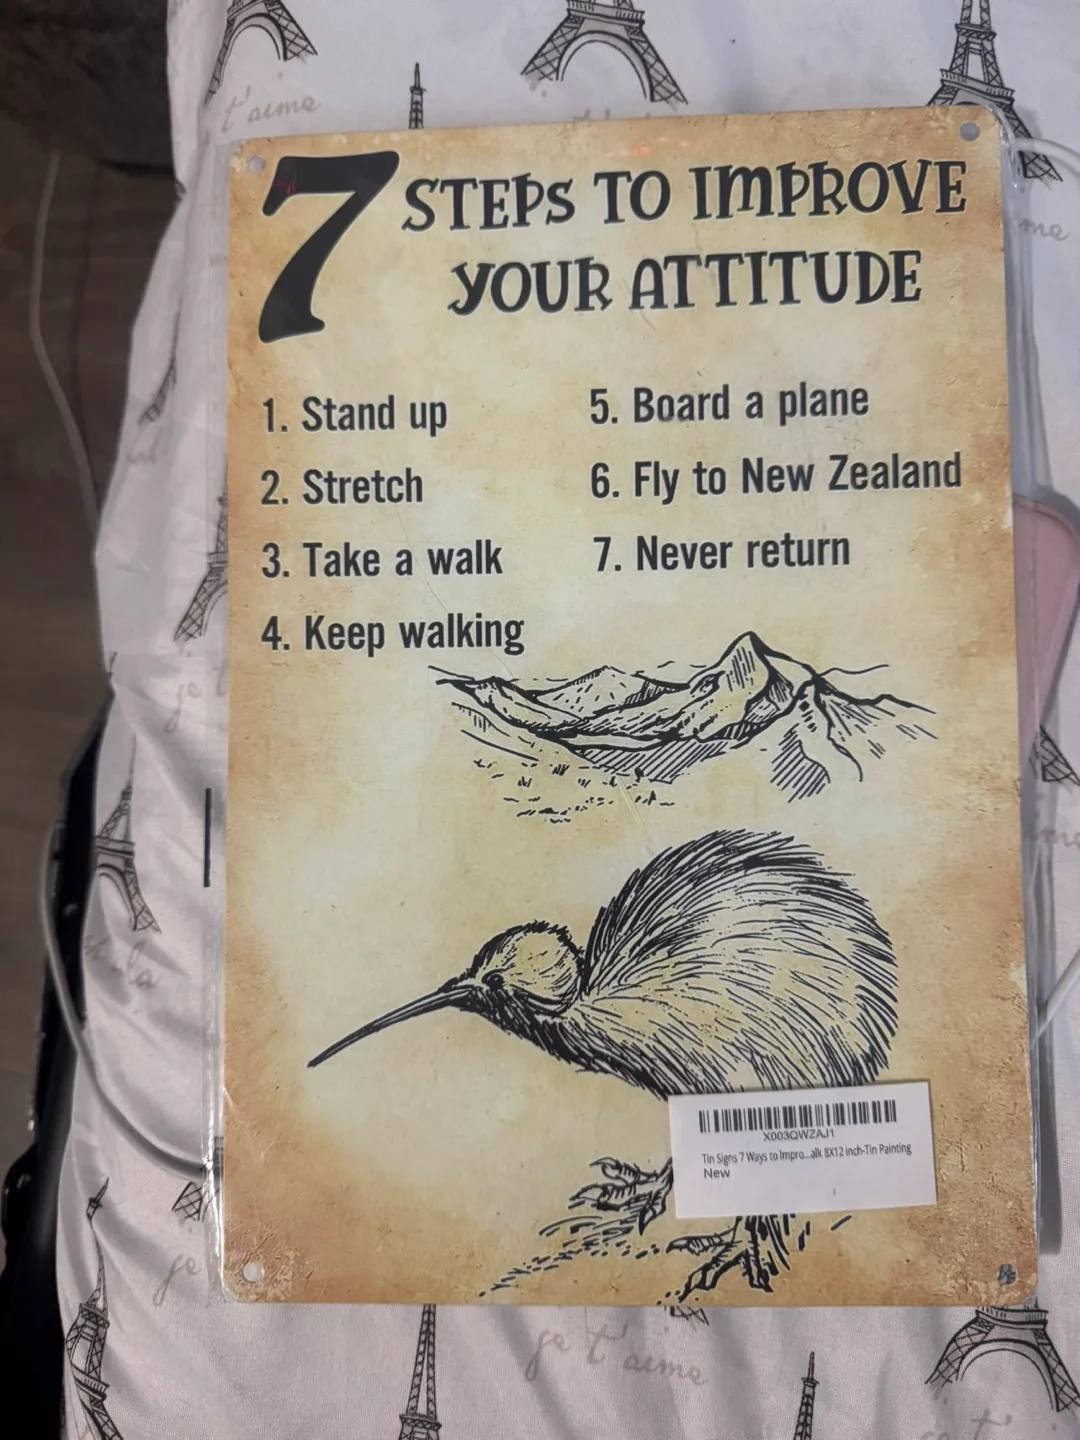 7 STEPS TO IMPROVE
YOUR ATTITUDE
1. Stand up
2. Stretch
3. Take a walk
4. Keep walking
5. Board a plane
6. Fly to New Zealand
7. Never return
X003QWZAJ1
Tin Signs 7 Ways to Impro...alk 8X12 inch-Tin Painting
New
t'aime
me
je t'
je
je t'aime